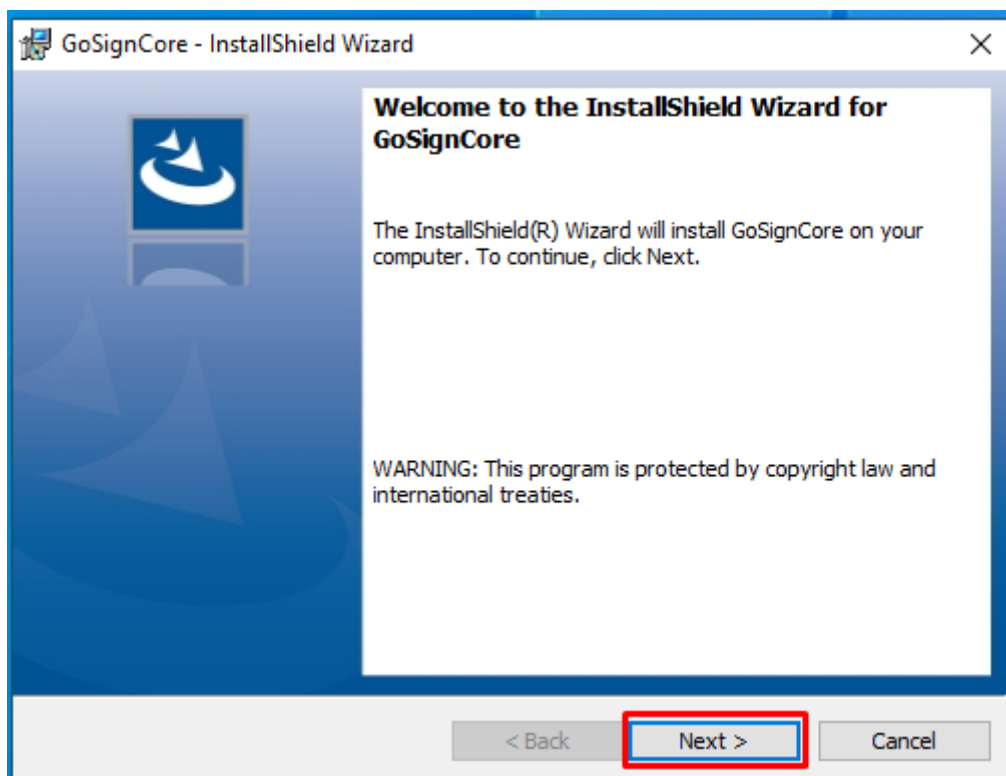 GoSignCore - InstallShield Wizard
Welcome to the InstallShield Wizard for
GoSignCore
The InstallShield(R) Wizard will install GoSignCore on your
computer. To continue, click Next.
WARNING: This program is protected by copyright law and
international treaties.
< Back
Next >
Cancel